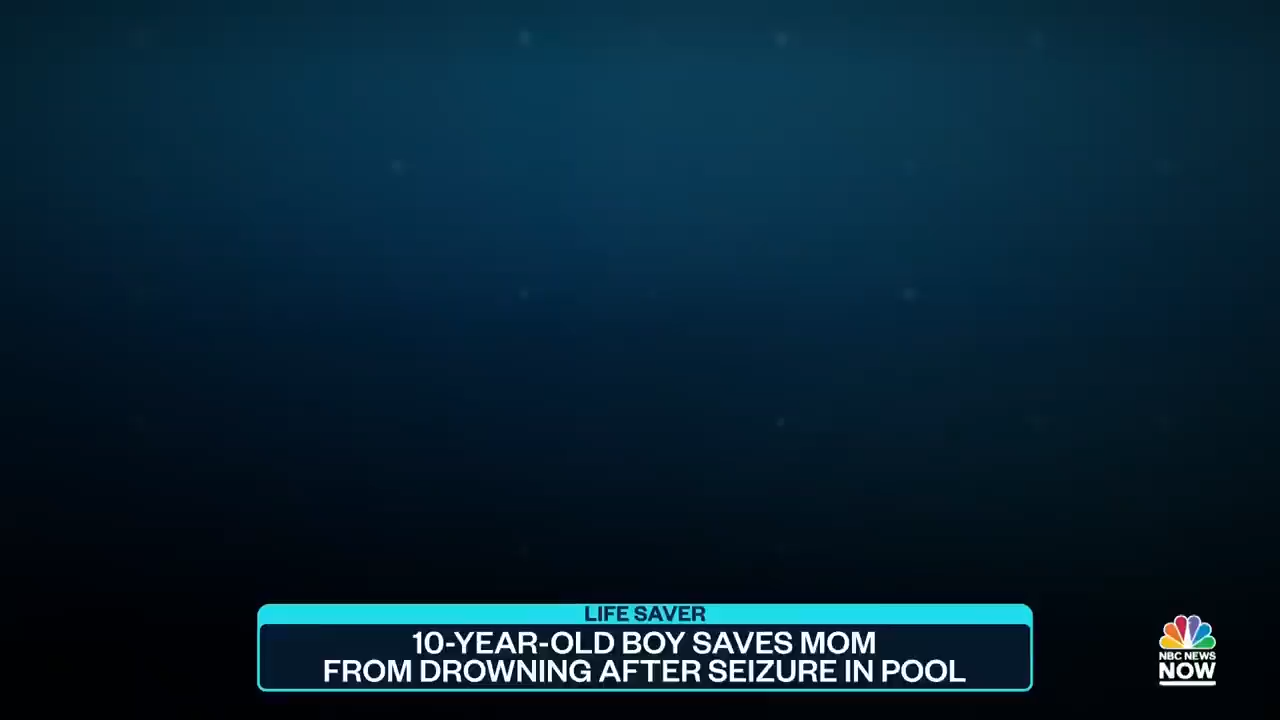 LIFE SAVER
10-YEAR-OLD BOY SAVES MOM
FROM DROWNING AFTER SEIZURE IN POOL
NBC NEWS
NOW